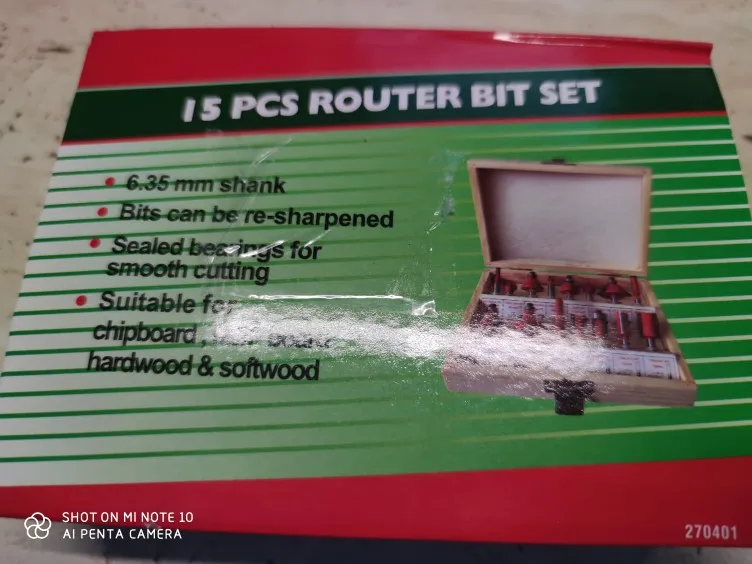 15 PCS ROUTER BIT SET
6.35 mm shank
Bits can be re-sharpened
Sealed bearings for
smooth cutting
Suitable for
chipboard,
hardwood & softwood
270401
SHOT ON MI NOTE 10
AI PENTA CAMERA